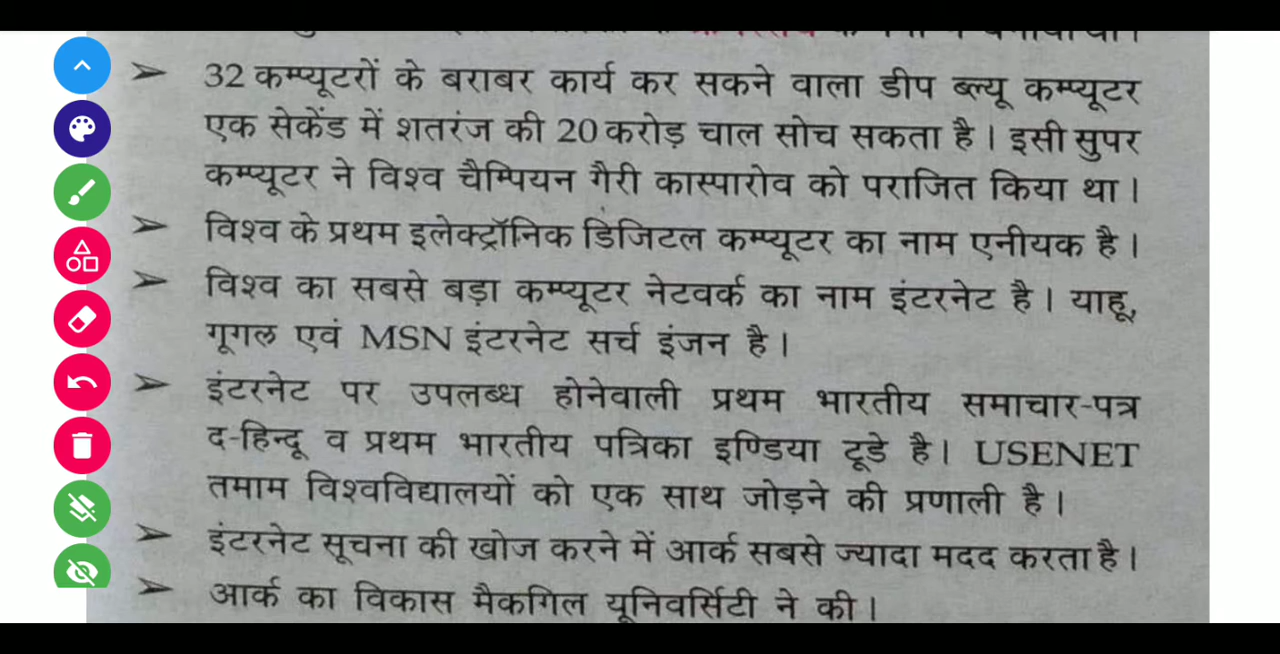 ➢ 32 कम्प्यूटरों के बराबर कार्य कर सकने वाला डीप ब्ल्यू कम्प्यूटर
एक सेकेंड में शतरंज की 20 करोड़ चाल सोच सकता है। इसी सुपर
कम्प्यूटर ने विश्व चैम्पियन गैरी कास्पारोव को पराजित किया था।
➢ विश्व के प्रथम इलेक्ट्रॉनिक डिजिटल कम्प्यूटर का नाम एनीयक है।
➢ विश्व का सबसे बड़ा कम्प्यूटर नेटवर्क का नाम इंटरनेट है। याहू,
गूगल एवं MSN इंटरनेट सर्च इंजन है।
➢ इंटरनेट पर उपलब्ध होनेवाली प्रथम भारतीय समाचार-पत्र
द-हिन्दू व प्रथम भारतीय पत्रिका इण्डिया टूडे है। USENET
तमाम विश्वविद्यालयों को एक साथ जोड़ने की प्रणाली है।
➢ इंटरनेट सूचना की खोज करने में आर्क सबसे ज्यादा मदद करता है।
➢ आर्क का विकास मैकगिल यूनिवर्सिटी ने की।